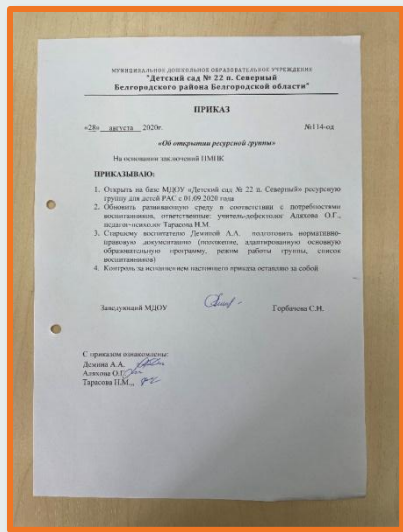 МУНИЦИПАЛЬНОЕ ДОШКОЛЬНОЕ ОБРАЗОВАТЕЛЬНОЕ УЧРЕЖДЕНИЕ
"Детский сад № 22 п. Северный
Белгородского района Белгородской области"
ПРИКАЗ
«28» августа 2020г. №114-од
«Об открытии ресурсной группы»
На основании заключений ПМПК
ПРИКАЗЫВАЮ:
1. Открыть на базе МДОУ «Детский сад № 22 п. Северный» ресурсную
группу для детей РАС с 01.09.2020 года
2. Обновить развивающую среду в соответствии с потребностями
воспитанников, ответственные: учитель-дефектолог Аляхова О.Г.,
педагог-психолог Тарасова Н.М.
3. Старшему воспитателю Деминой А.А. подготовить нормативно-
правовую документацию (положение, адаптированную основную
образовательную программу, режим работы группы, список
воспитанников)
4. Контроль за исполнением настоящего приказа оставляю за собой
Заведующий МДОУ Горбачева С.Н.
С приказом ознакомлены:
Демина А.А.
Аляхова О.Г.
Тарасова Н.М.,